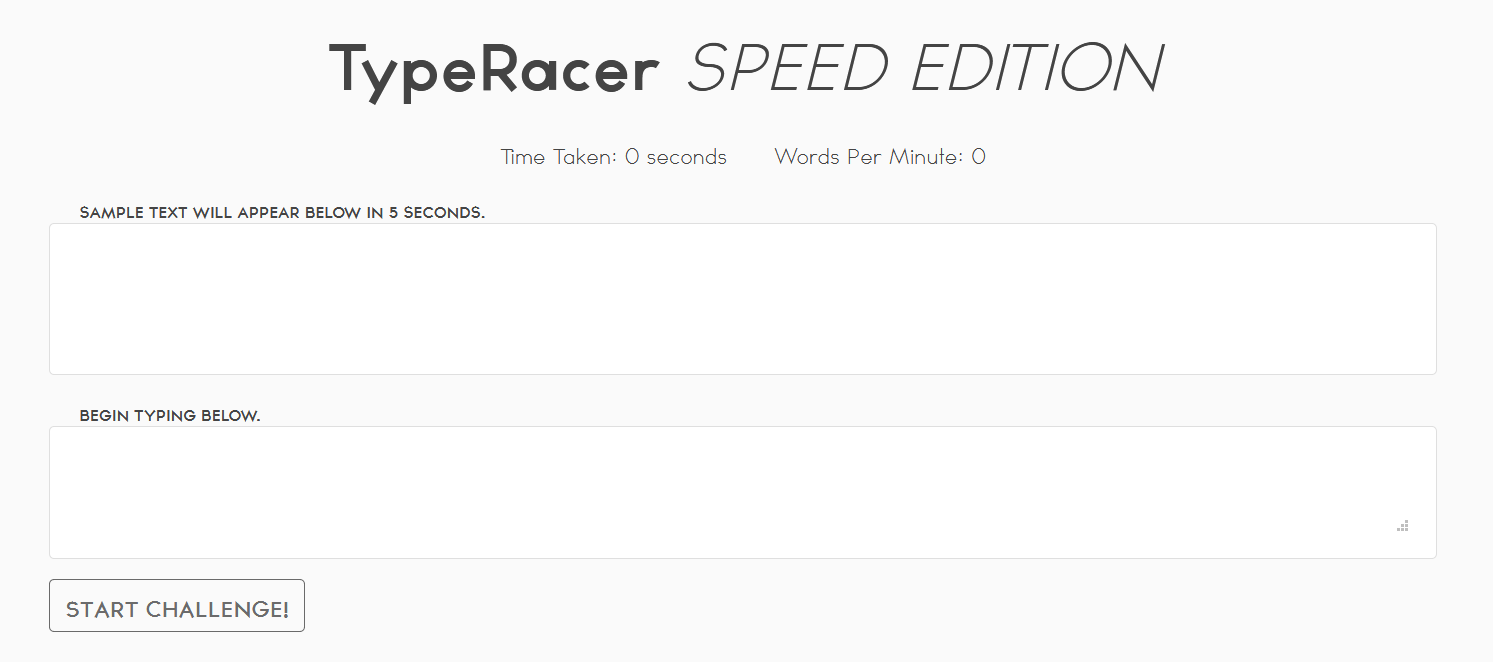 TypeRacer SPEED EDITION
Time Taken: 0 seconds Words Per Minute: 0
SAMPLE TEXT WILL APPEAR BELOW IN 5 SECONDS.
BEGIN TYPING BELOW.
START CHALLENGE!